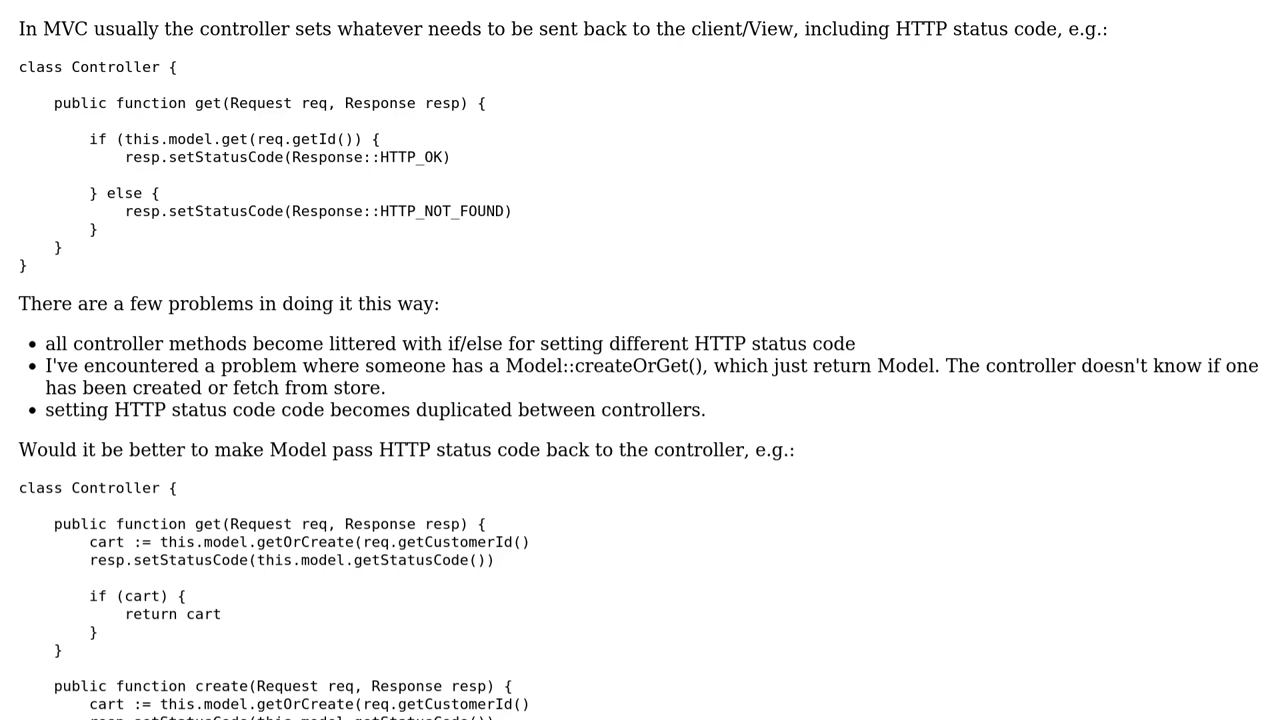 In MVC usually the controller sets whatever needs to be sent back to the client/View, including HTTP status code, e.g.:
class Controller {
    public function get(Request req, Response resp) {
        if (this.model.get(req.getId()) {
            resp.setStatusCode(Response::HTTP_OK)
        } else {
            resp.setStatusCode(Response::HTTP_NOT_FOUND)
        }
    }
}
There are a few problems in doing it this way:
• all controller methods become littered with if/else for setting different HTTP status code
• I've encountered a problem where someone has a Model::createOrGet(), which just return Model. The controller doesn't know if one
has been created or fetch from store.
• setting HTTP status code code becomes duplicated between controllers.
Would it be better to make Model pass HTTP status code back to the controller, e.g.:
class Controller {
    public function get(Request req, Response resp) {
        cart := this.model.getOrCreate(req.getCustomerId()
        resp.setStatusCode(this.model.getStatusCode())
        if (cart) {
            return cart
        }
    }
    public function create(Request req, Response resp) {
        cart := this.model.getOrCreate(req.getCustomerId()
        resp.setStatusCode(this.model.getStatusCode())